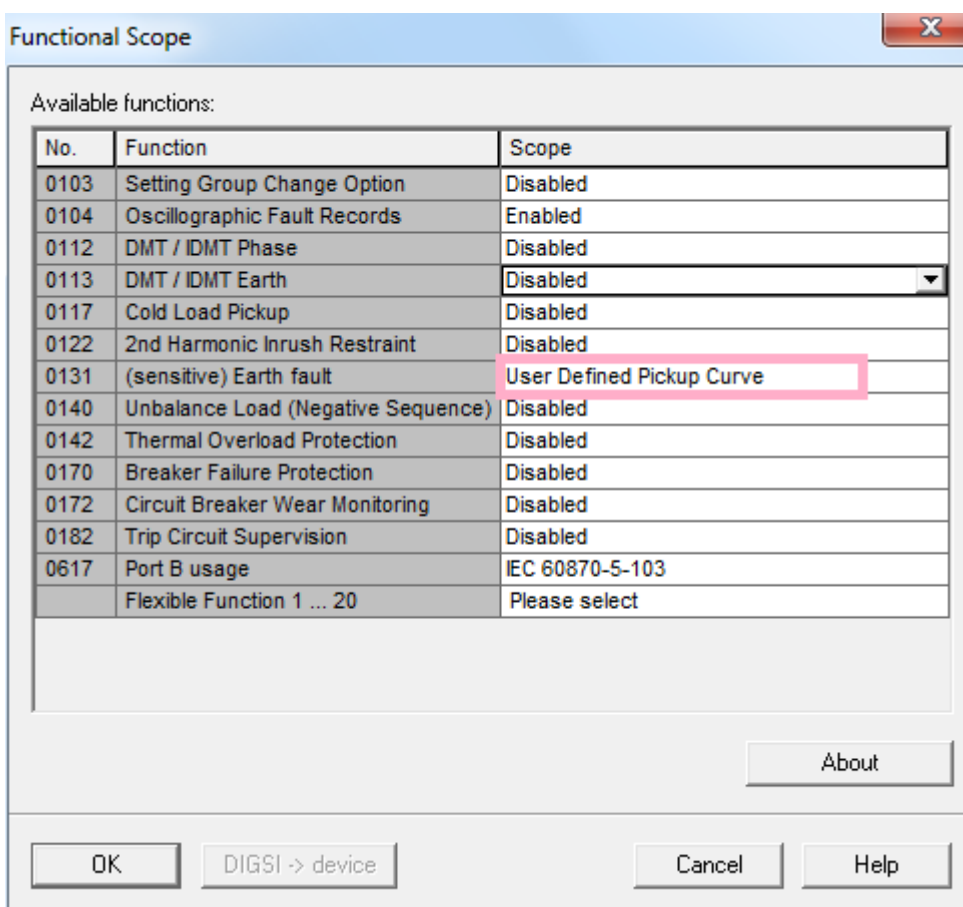 Functional Scope
Available functions:
No. Function Scope
0103 Setting Group Change Option Disabled
0104 Oscillographic Fault Records Enabled
0112 DMT / IDMT Phase Disabled
0113 DMT / IDMT Earth Disabled
0117 Cold Load Pickup Disabled
0122 2nd Harmonic Inrush Restraint Disabled
0131 (sensitive) Earth fault User Defined Pickup Curve
0140 Unbalance Load (Negative Sequence) Disabled
0142 Thermal Overload Protection Disabled
0170 Breaker Failure Protection Disabled
0172 Circuit Breaker Wear Monitoring Disabled
0182 Trip Circuit Supervision Disabled
0617 Port B usage IEC 60870-5-103
Flexible Function 1 ... 20 Please select
About
OK DIGSI -> device Cancel Help